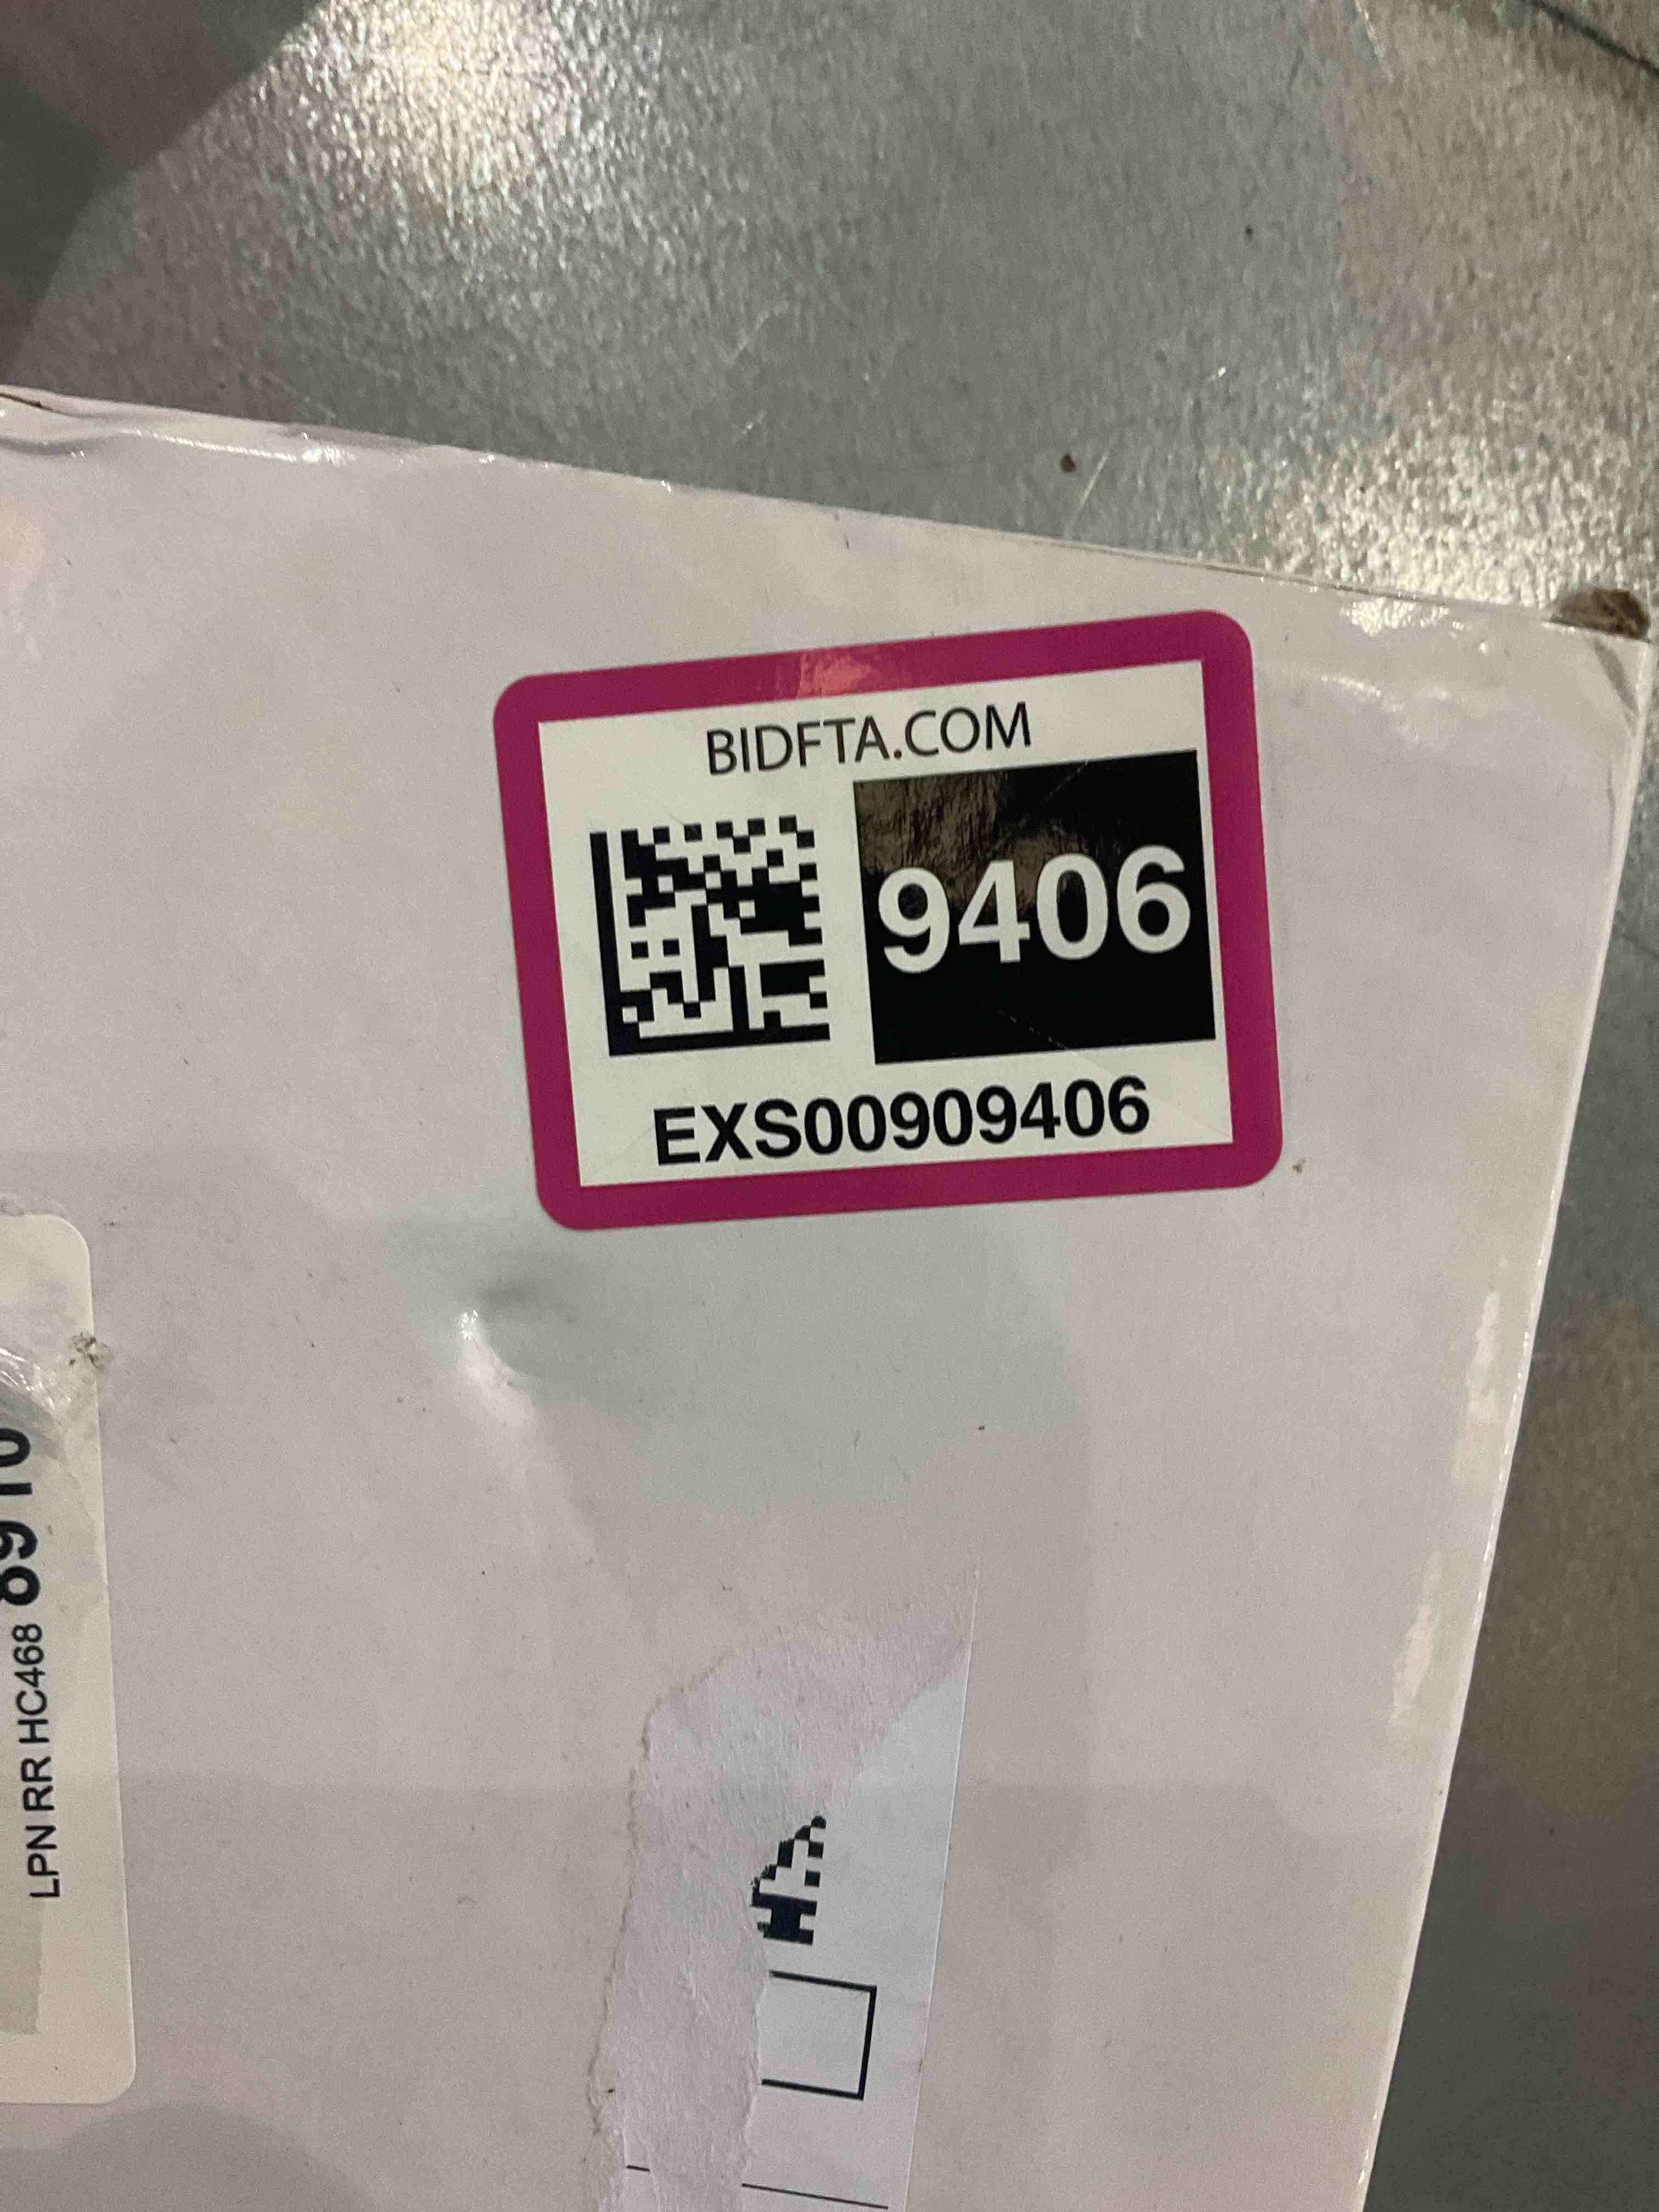 BIDFTA.COM
9406
EXS00909406
LPN RR HC468